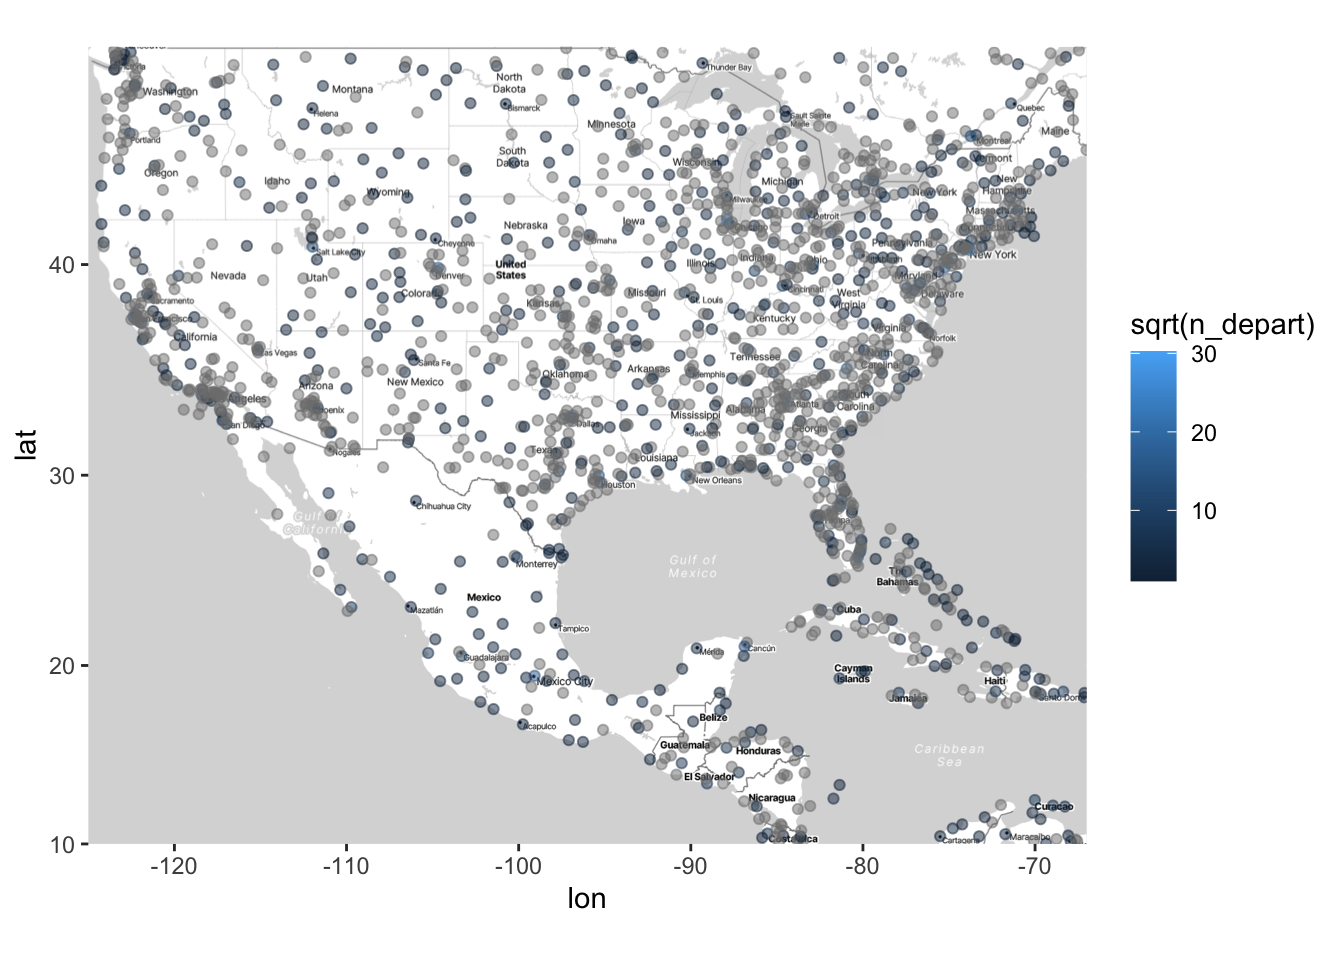 Washington
Montana
North
Dakota
Thunder Bay
Helena
Bismarck
Quebec
Sault Sainte
Marie
Minnesota
Maine
Portland
Montreal
South
Dakota
Wisconsin
Vermont
Oregon
Idaho
Wyoming
Michigan
New York
New
Hampshire
Milwaukee
Massachusetts
Detroit
Nebraska
Iowa
Chicago
Connecticut
Omaha
Cheyenne
Pennsylvania
Salt Lake City
New York
40
United
States
Illinois
Indiana
Ohio
Pittsburgh
Nevada
Utah
Denver
Maryland
Colorado
Missouri
Cincinnati
Delaware
Sacramento
Kansas
St. Louis
West
Virginia
San Francisco
Kentucky
Virginia
California
Norfolk
Las Vegas
Santa Fe
Tennessee
North
Carolina
Oklahoma
Arkansas
Memphis
Arizona
New Mexico
Los Angeles
Phoenix
Mississippi
Alabama
Atlanta
South
Carolina
San Diego
Dallas
Jackson
Georgia
Nogales
Texas
Louisiana
30
Houston
New Orleans
Chihuahua City
Gulf of
California
Tampa
Monterrey
Gulf of
Mexico
The
Bahamas
Mexico
Mazatlán
Cuba
Tampico
Guadalajara
Mérida
Cancún
20
Mexico City
Cayman
Islands
Haiti
Jamaica
Santo Dom
Acapulco
Belize
Guatemala
Honduras
Caribbean
Sea
El Salvador
Nicaragua
Curacao
Costa Rica
Cartagena
Maracaibo
10
-120
-110
-100
-90
-80
-70
lon
lat
sqrt(n_depart)
30
20
10